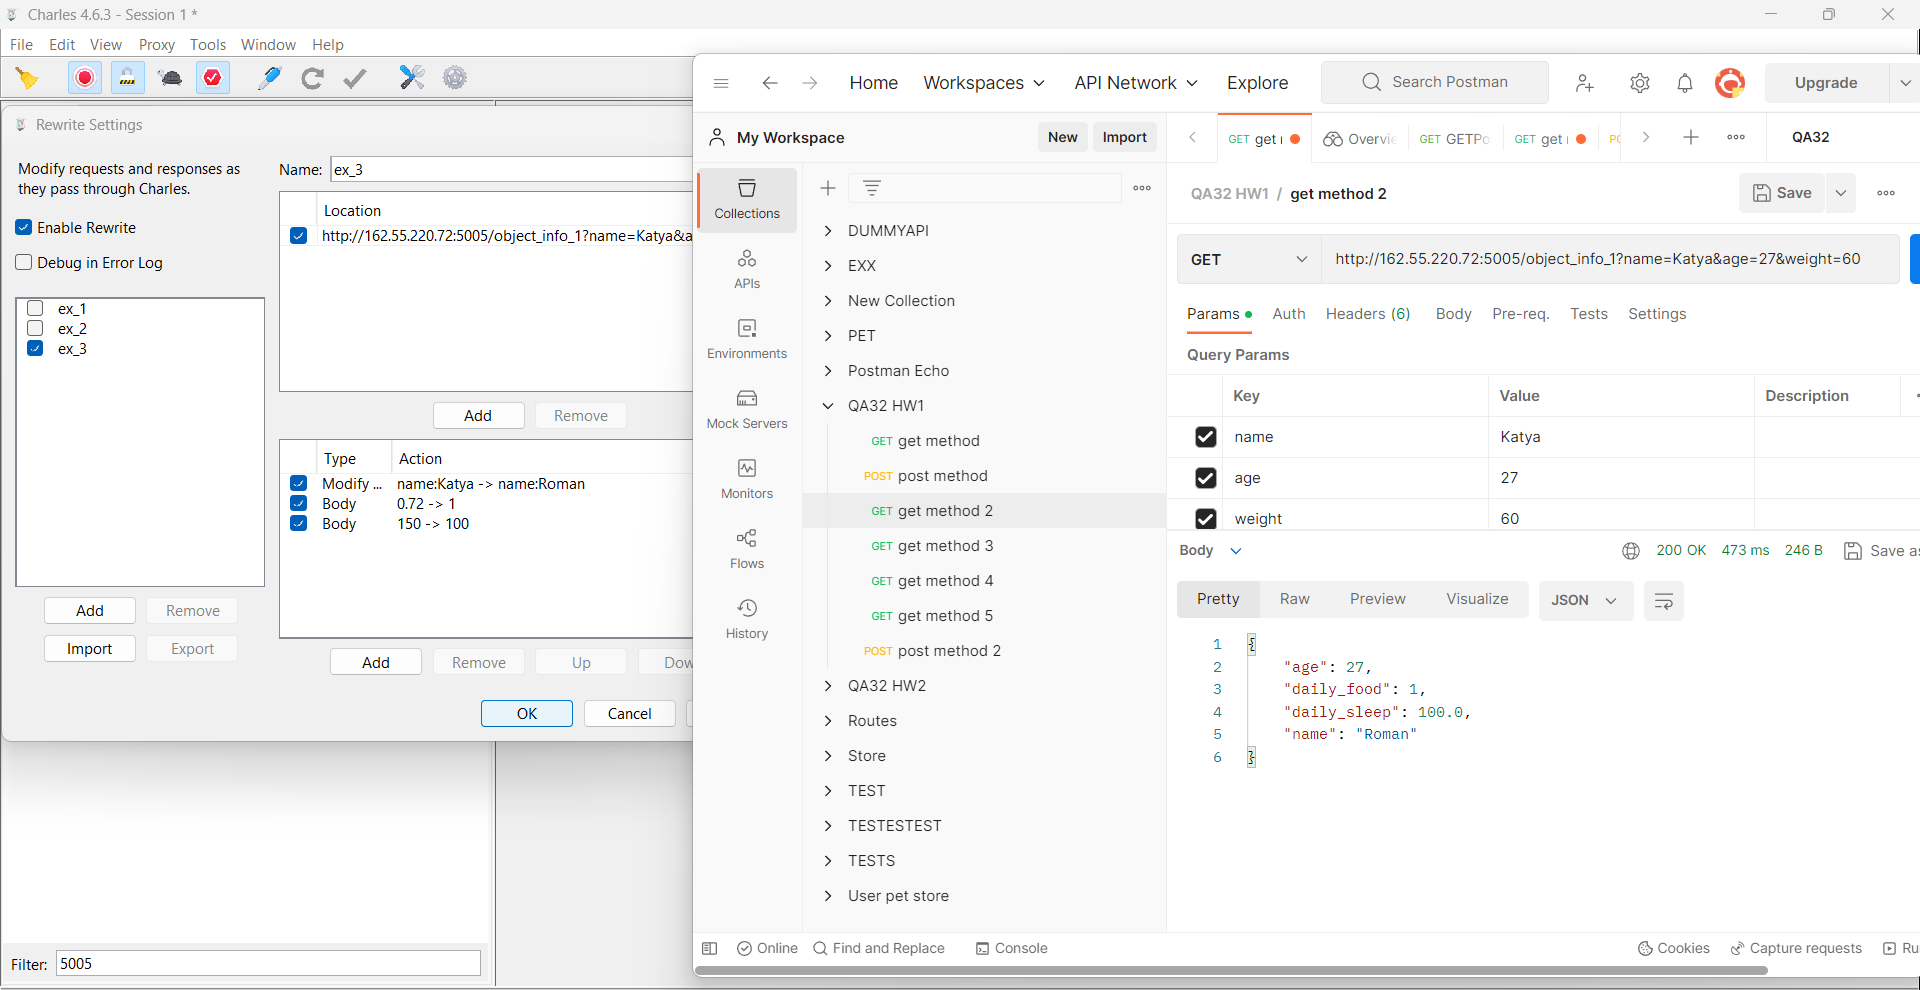 Charles 4.6.3 - Session 1 *
File Edit View Proxy Tools Window Help
Rewrite Settings
Modify requests and responses as
they pass through Charles.
Enable Rewrite
Debug in Error Log
ex_1
ex_2
ex_3
Add Remove
Import Export
Name: ex_3
Location
http://162.55.220.72:5005/object_info_1?name=Katya&a
Add Remove
Type Action
Modify ... name:Katya -> name:Roman
Body 0.72 -> 1
Body 150 -> 100
Add Remove Up Dow
OK Cancel
Filter: 5005
Home Workspaces API Network Explore Search Postman Upgrade
My Workspace New Import
GET get Overvie GET GETPo GET get PO QA32
Collections
APIs
Environments
Mock Servers
Monitors
Flows
History
DUMMYAPI
EXX
New Collection
PET
Postman Echo
QA32 HW1
GET get method
POST post method
GET get method 2
GET get method 3
GET get method 4
GET get method 5
POST post method 2
QA32 HW2
Routes
Store
TEST
TESTESTEST
TESTS
User pet store
QA32 HW1 / get method 2 Save
GET http://162.55.220.72:5005/object_info_1?name=Katya&age=27&weight=60
Params Auth Headers (6) Body Pre-req. Tests Settings
Query Params
Key Value Description
name Katya
age 27
weight 60
Body 200 OK 473 ms 246 B Save as
Pretty Raw Preview Visualize JSON
1 {
2 "age": 27,
3 "daily_food": 1,
4 "daily_sleep": 100.0,
5 "name": "Roman"
6 }
Online Find and Replace Console Cookies Capture requests Ru